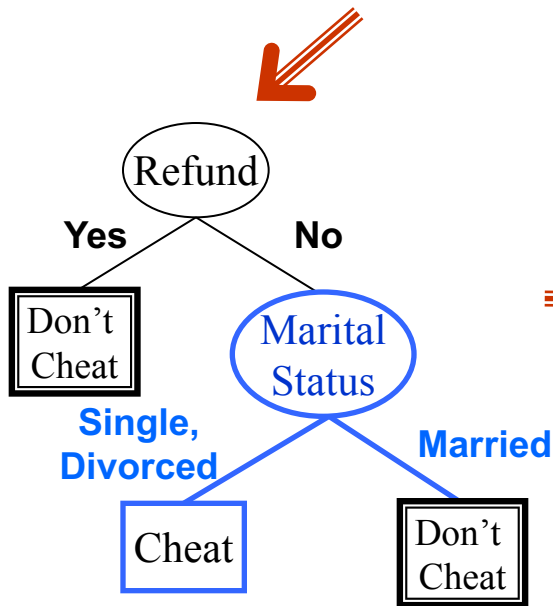 Refund
Yes
No
Don’t
Cheat
Marital
Status
Single,
Divorced
Married
Cheat
Don’t
Cheat